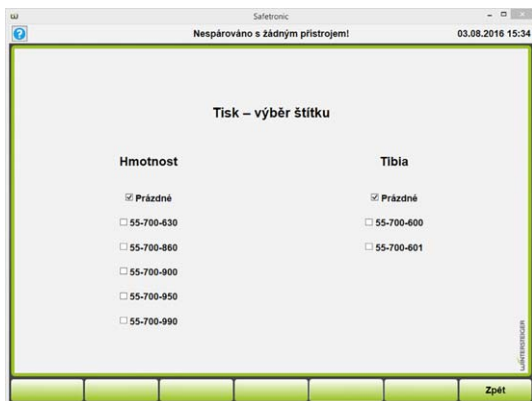 Safetronic
Nespárováno s žádným přístrojem!
03.08.2016 15:34
Tisk – výběr štítku
Hmotnost
Prázdné
55-700-630
55-700-860
55-700-900
55-700-950
55-700-990
Tibia
Prázdné
55-700-600
55-700-601
WINTERSTEIGER
Zpět